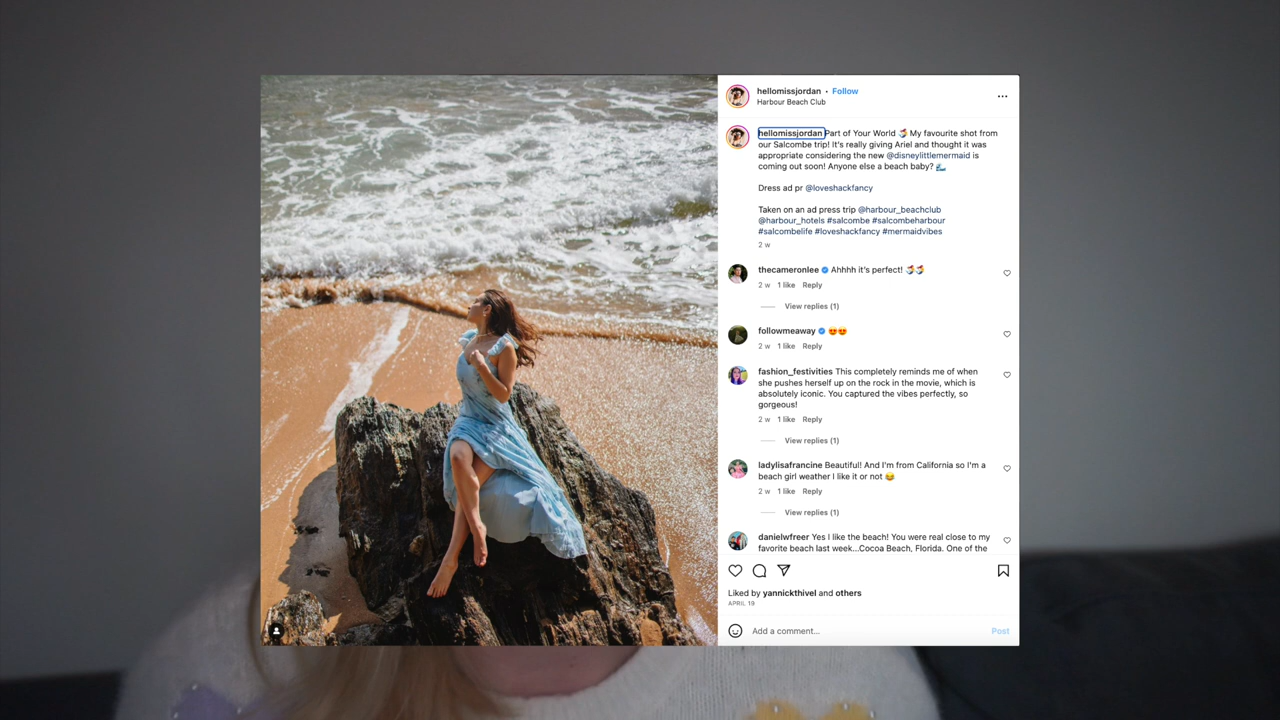 hellomissjordan • Follow
Harbour Beach Club
hellomissjordan Part of Your World 🧜‍♀️ My favourite shot from
our Salcombe trip! It's really giving Ariel and thought it was
appropriate considering the new @disneylittlemermaid is
coming out soon! Anyone else a beach baby? 🌊
Dress ad pr @loveshackfancy
Taken on an ad press trip @harbour_beachclub
@harbour_hotels #salcombe #salcombeharbour
#salcombelife #loveshackfancy #mermaidvibes
2 w
thecameronlee Ahhhh it's perfect! 🧜‍♀️🧜‍♀️
2 w 1 like Reply
View replies (1)
followmeaway 😍😍
2 w 1 like Reply
fashion_festivities This completely reminds me of when
she pushes herself up on the rock in the movie, which is
absolutely iconic. You captured the vibes perfectly, so
gorgeous!
2 w 1 like Reply
View replies (1)
ladylisafrancine Beautiful! And I'm from California so I'm a
beach girl weather I like it or not 😂
2 w 1 like Reply
View replies (1)
danielwfreer Yes I like the beach! You were real close to my
favorite beach last week...Cocoa Beach, Florida. One of the
Liked by yannickthivel and others
APRIL 19
Add a comment...
Post